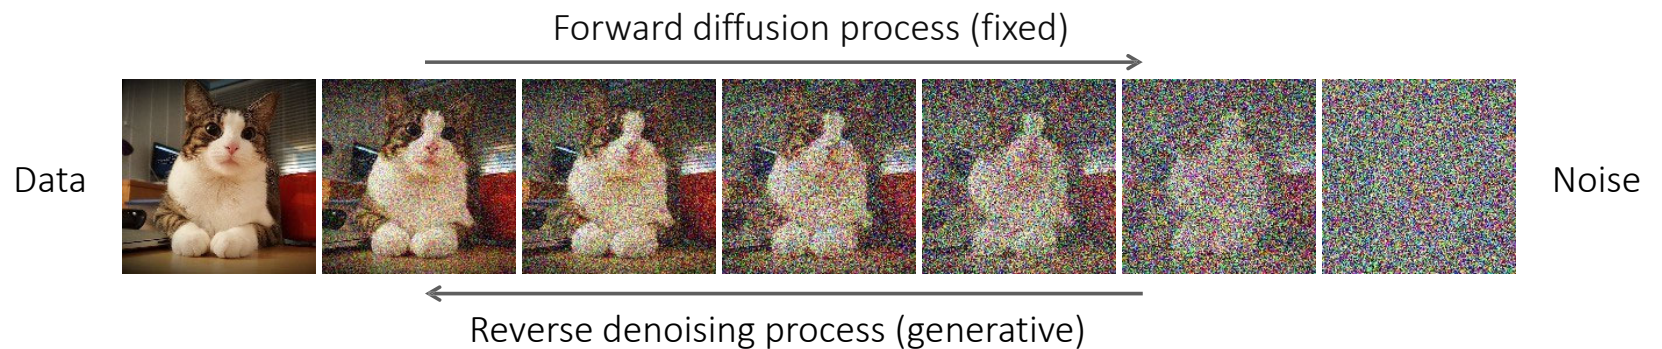 Forward diffusion process (fixed)
Data
Noise
Reverse denoising process (generative)